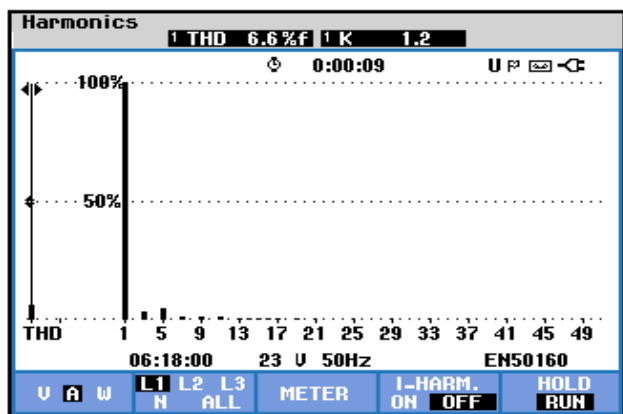 Harmonics
1 THD 6.6%f 1 K 1.2
0:00:09 U
100%
50%
THD 1 5 9 13 17 21 25 29 33 37 41 45 49
06:18:00 23 V 50Hz EN50160
V A W L1 L2 L3 METER I-HARM. HOLD
N ALL ON OFF RUN